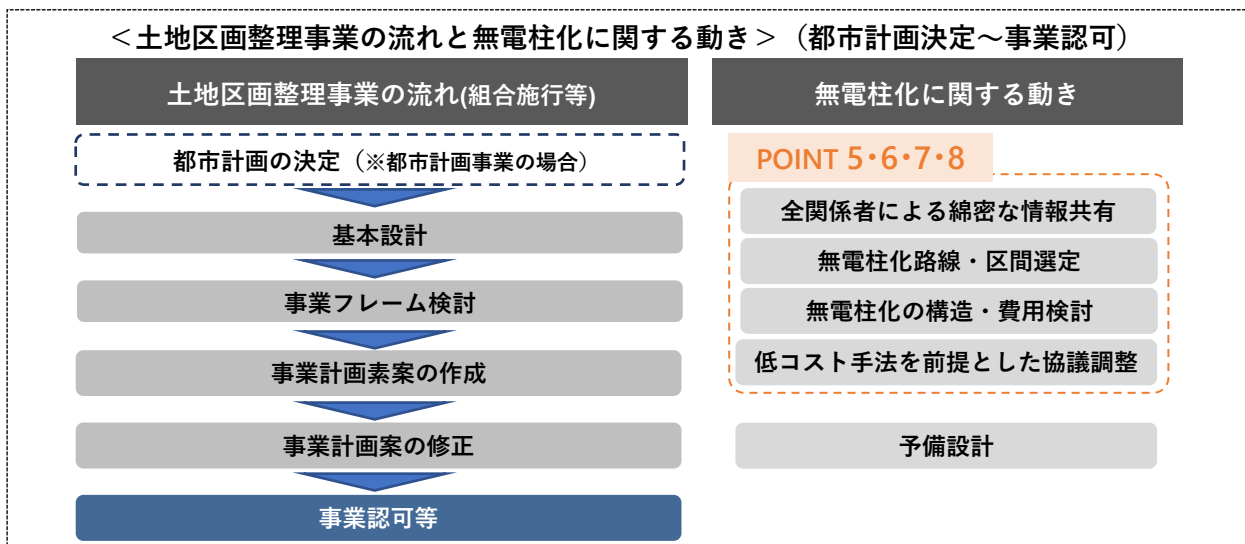 ＜土地区画整理事業の流れと無電柱化に関する動き＞（都市計画決定～事業認可）
土地区画整理事業の流れ(組合施行等)
都市計画の決定（※都市計画事業の場合）
基本設計
事業フレーム検討
事業計画素案の作成
事業計画案の修正
事業認可等
無電柱化に関する動き
POINT 5・6・7・8
全関係者による綿密な情報共有
無電柱化路線・区間選定
無電柱化の構造・費用検討
低コスト手法を前提とした協議調整
予備設計